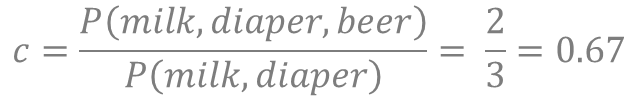 c = P(milk, diaper, beer) / P(milk, diaper) = 2/3 = 0.67